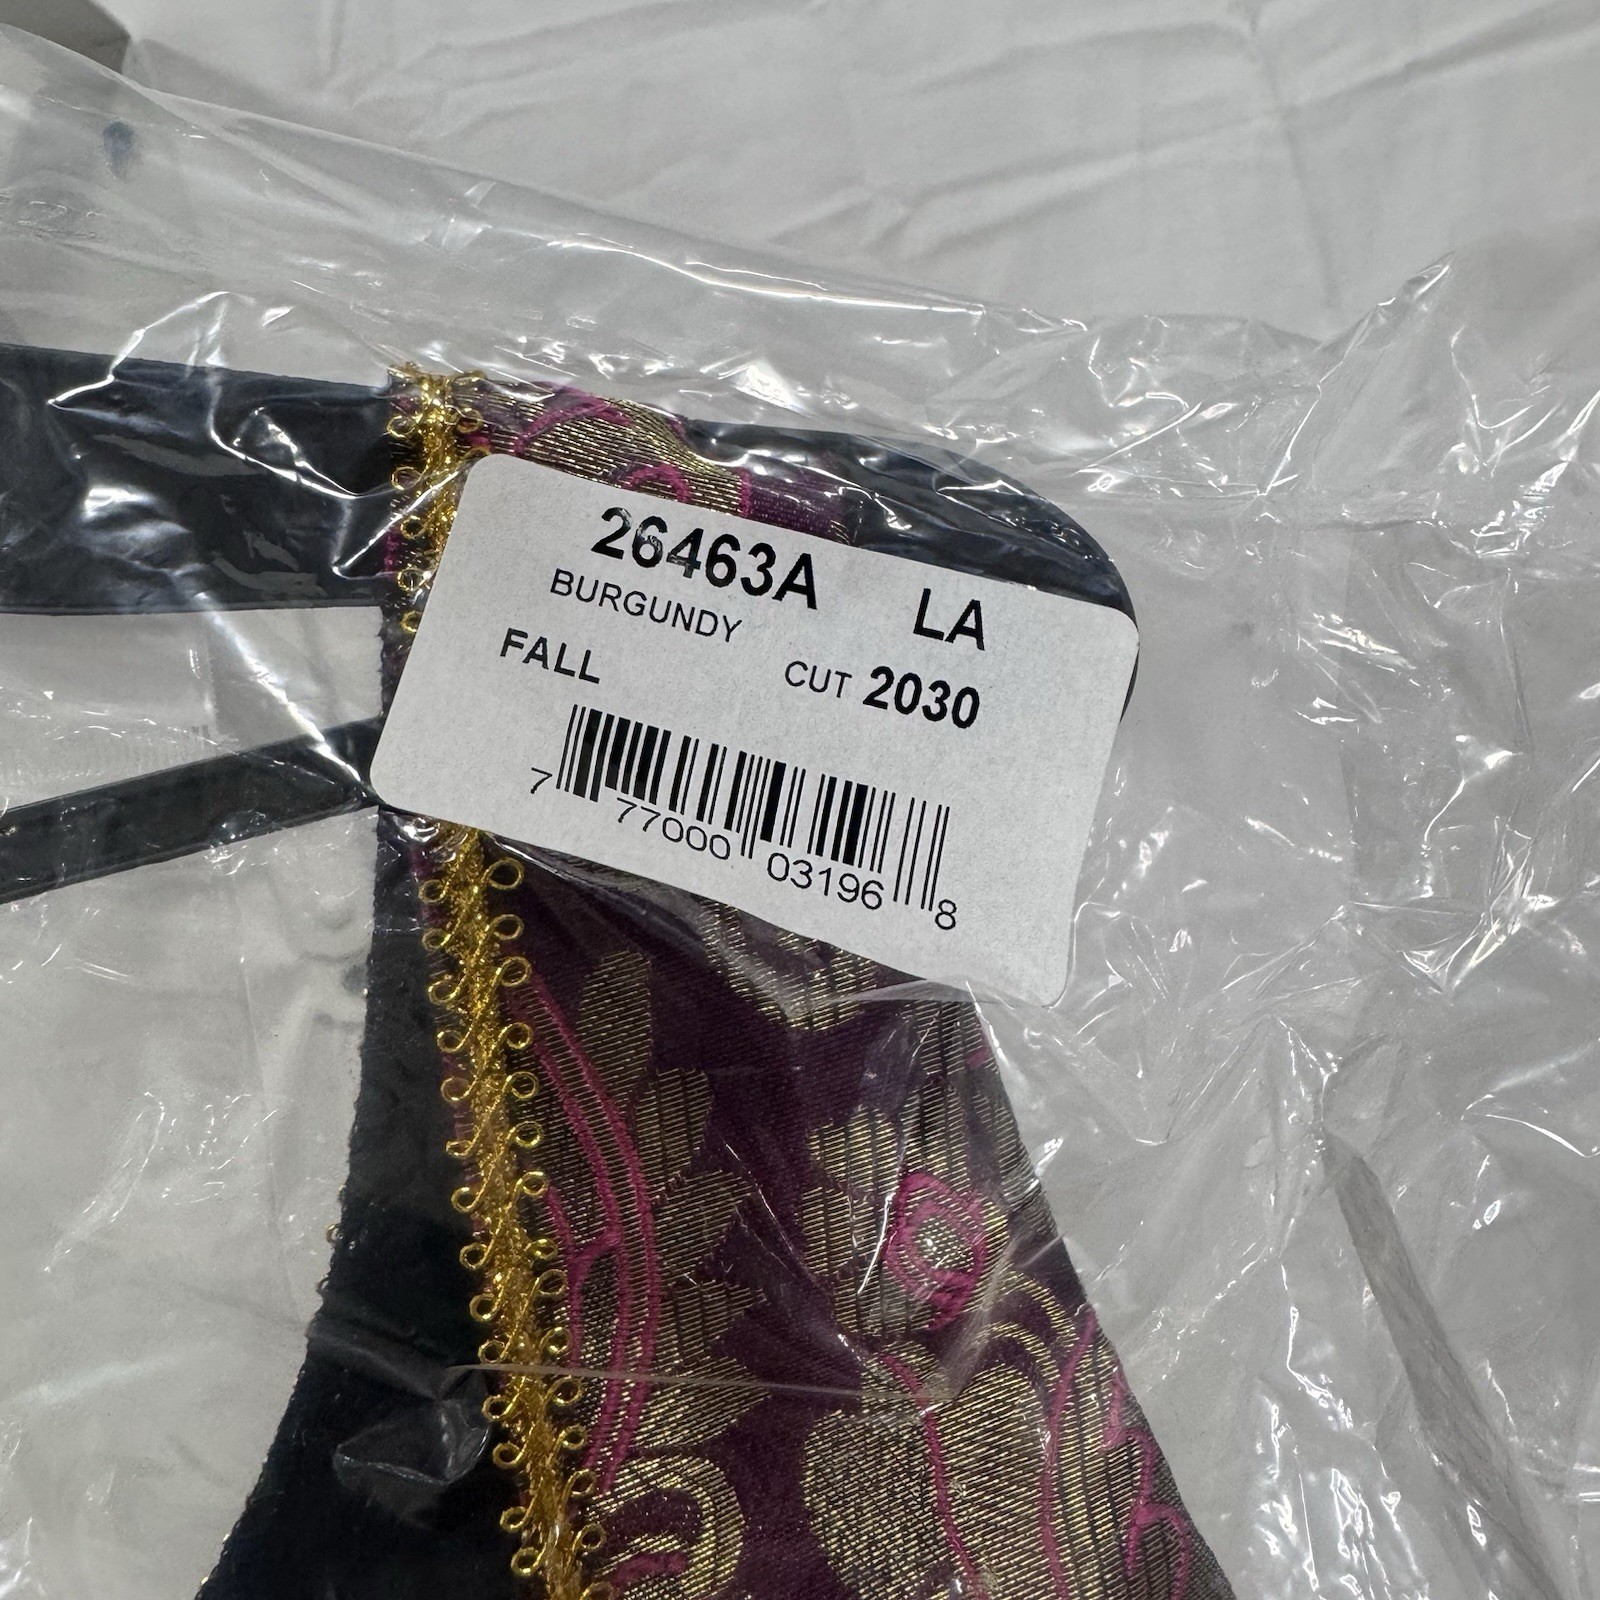 26463A LA
BURGUNDY
FALL CUT 2030
7 77000 03196 8